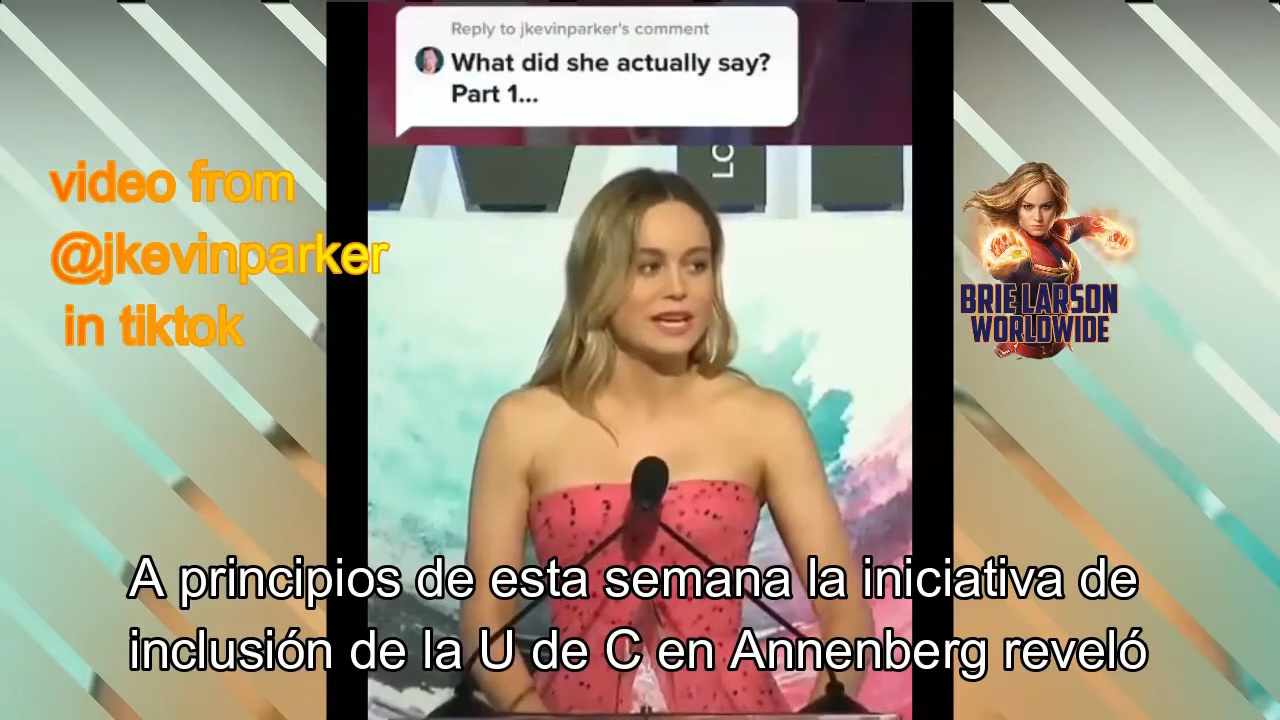 Reply to jkevinparker's comment
What did she actually say?
Part 1...
LO
video from
@jkevinparker
in tiktok
BRIE LARSON
WORLDWIDE
A principios de esta semana la iniciativa de
inclusión de la U de C en Annenberg reveló